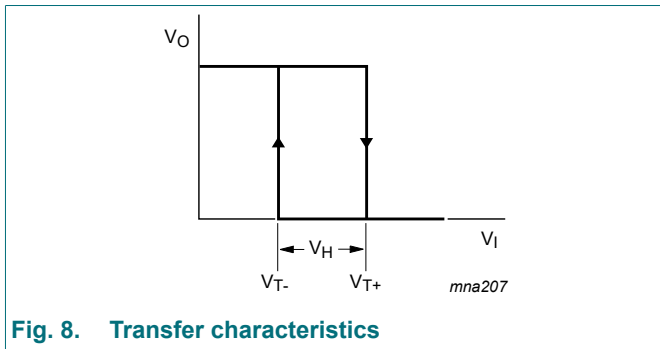 VO
VH
VI
VT-
VT+
mna207
Fig. 8. Transfer characteristics